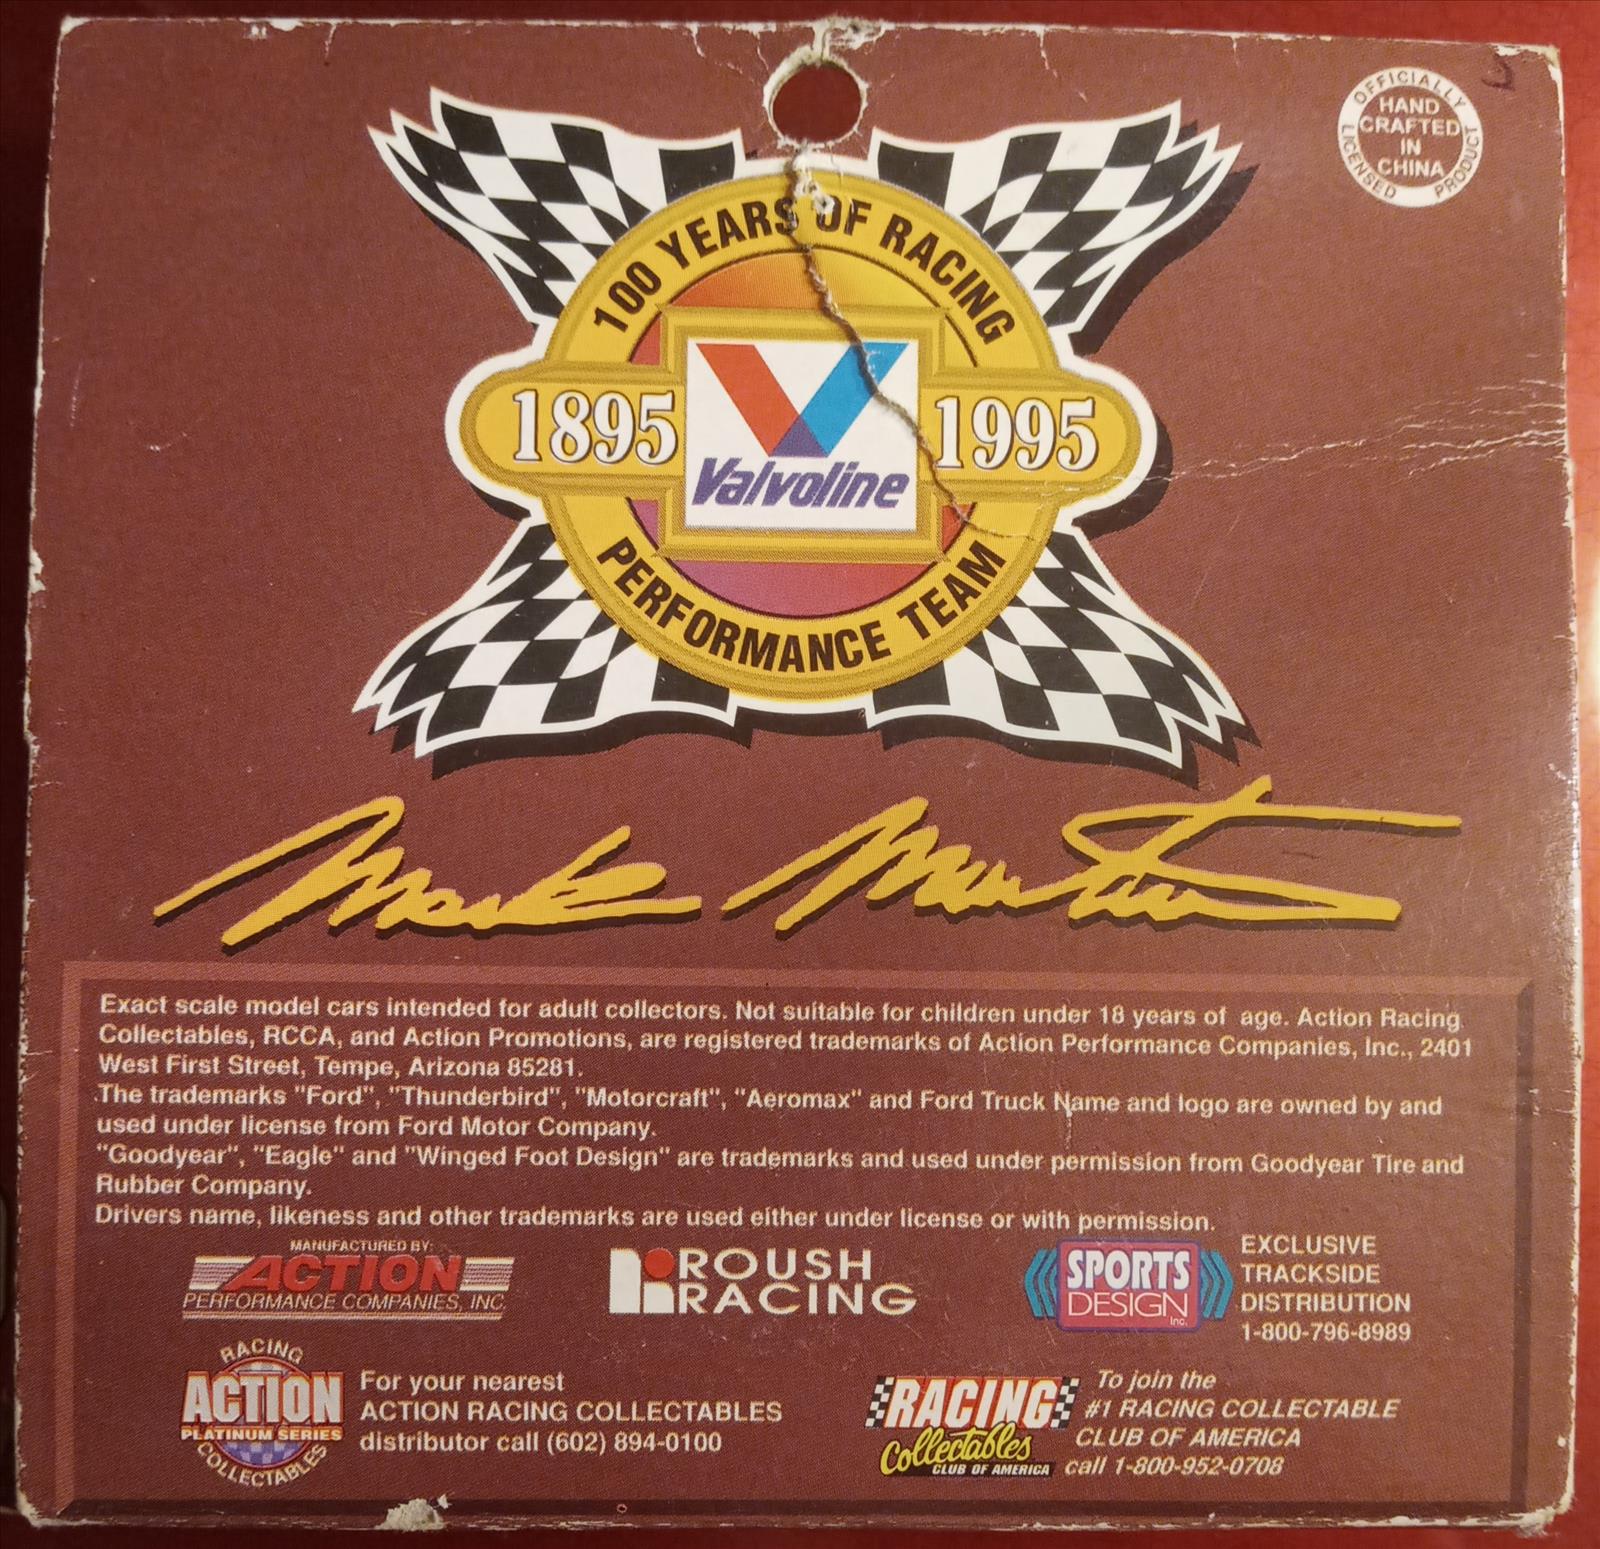 OFFICIALLY
HAND
CRAFTED
IN
CHINA
LICENSED PRODUCT
100 YEARS OF RACING
1895 1995
Valvoline
PERFORMANCE TEAM
Mark Martin
Exact scale model cars intended for adult collectors. Not suitable for children under 18 years of age. Action Racing
Collectables, RCCA, and Action Promotions, are registered trademarks of Action Performance Companies, Inc., 2401
West First Street, Tempe, Arizona 85281.
The trademarks "Ford", "Thunderbird", "Motorcraft", "Aeromax" and Ford Truck Name and logo are owned by and
used under license from Ford Motor Company.
"Goodyear", "Eagle" and "Winged Foot Design" are trademarks and used under permission from Goodyear Tire and
Rubber Company.
Drivers name, likeness and other trademarks are used either under license or with permission.
MANUFACTURED BY:
ACTION
PERFORMANCE COMPANIES, INC.
ROUSH
RACING
SPORTS
DESIGN
Inc.
EXCLUSIVE
TRACKSIDE
DISTRIBUTION
1-800-796-8989
RACING
ACTION
PLATINUM SERIES
COLLECTABLES
For your nearest
ACTION RACING COLLECTABLES
distributor call (602) 894-0100
RACING
Collectables
CLUB OF AMERICA
To join the
#1 RACING COLLECTABLE
CLUB OF AMERICA
call 1-800-952-0708